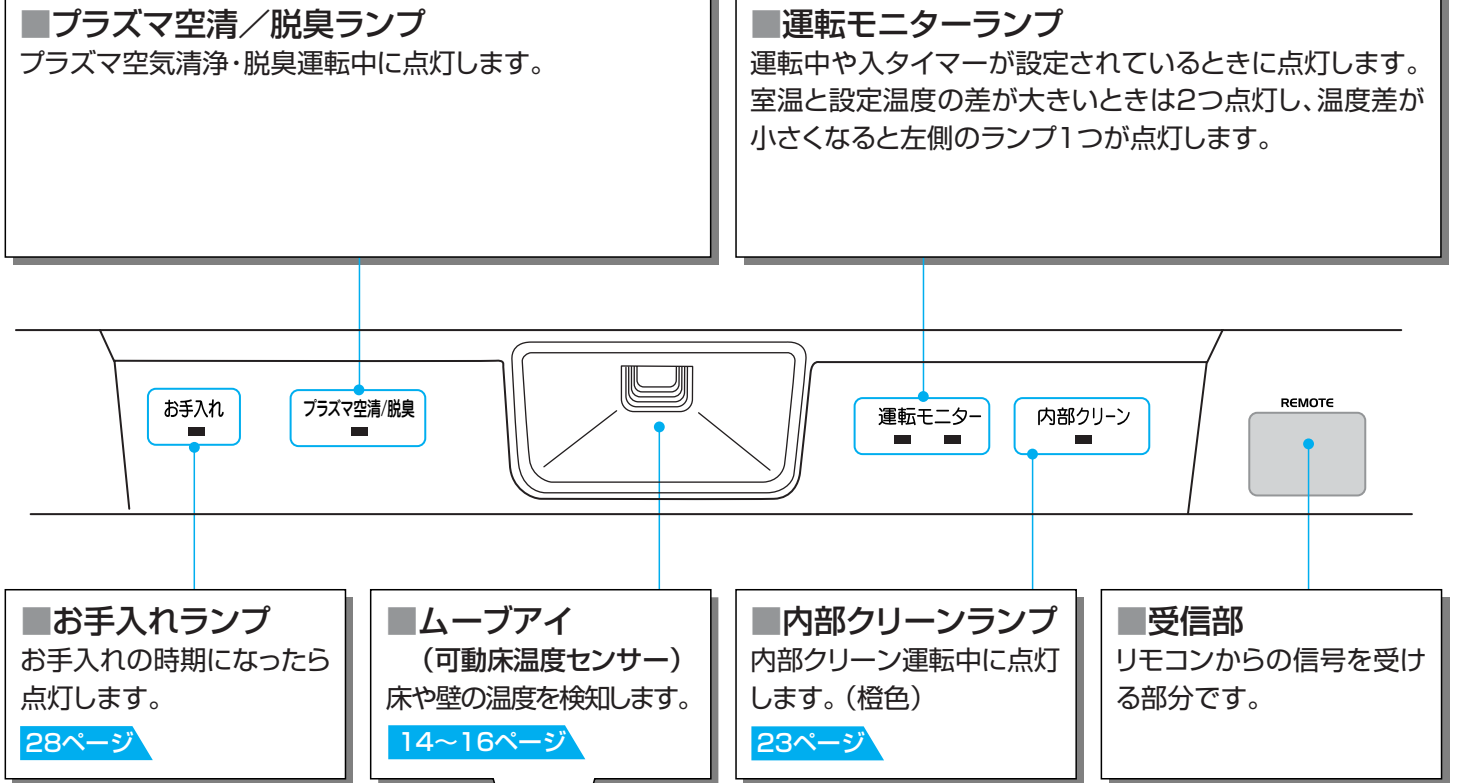 ■プラズマ空清／脱臭ランプ
プラズマ空気清浄・脱臭運転中に点灯します。
■運転モニターランプ
運転中や入タイマーが設定されているときに点灯します。
室温と設定温度の差が大きいときは2つ点灯し、温度差が
小さくなると左側のランプ1つが点灯します。
お手入れ
プラズマ空清/脱臭
運転モニター
内部クリーン
REMOTE
■お手入れランプ
お手入れの時期になったら
点灯します。
28ページ
■ムーブアイ
（可動床温度センサー）
床や壁の温度を検知します。
14～16ページ
■内部クリーンランプ
内部クリーン運転中に点灯
します。（橙色）
23ページ
■受信部
リモコンからの信号を受け
る部分です。